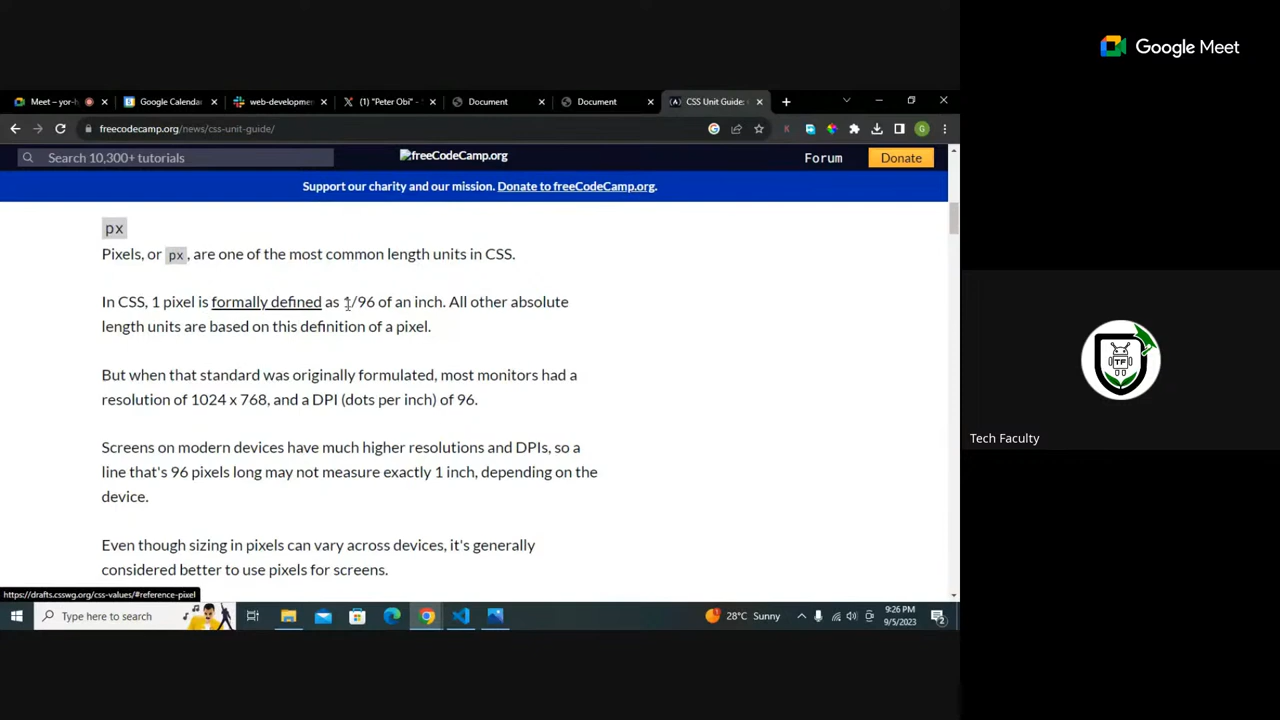 Google Meet
Meet – yor-h
Google Calenda
web-developme
(1) "Peter Obi" -
Document
Document
CSS Unit Guide:
freecodecamp.org/news/css-unit-guide/
G
Search 10,300+ tutorials
freeCodeCamp.org
Forum
Donate
Support our charity and our mission. Donate to freeCodeCamp.org.
px
Pixels, or px, are one of the most common length units in CSS.
In CSS, 1 pixel is formally defined as 1/96 of an inch. All other absolute
length units are based on this definition of a pixel.
But when that standard was originally formulated, most monitors had a
resolution of 1024 x 768, and a DPI (dots per inch) of 96.
Screens on modern devices have much higher resolutions and DPIs, so a
line that's 96 pixels long may not measure exactly 1 inch, depending on the
device.
Even though sizing in pixels can vary across devices, it's generally
considered better to use pixels for screens.
https://drafts.csswg.org/css-values/#reference-pixel
TF
Tech Faculty
Type here to search
28°C Sunny
9:26 PM
9/5/2023
2